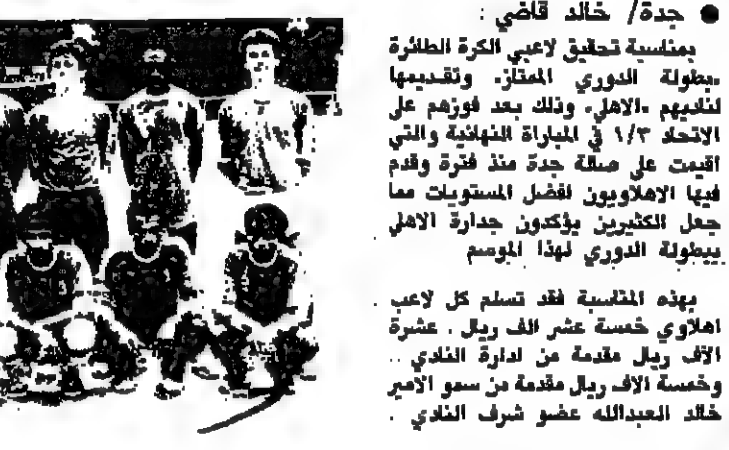 ● جدة/ خالد قاضي :
بمناسبة تحقيق لاعبي الكرة الطائرة
«بطولة الدوري الممتاز» وتقديمها
لناديهم «الاهلي» وذلك بعد فوزهم على
الاتحاد ١/٣ في المباراة النهائية والتي
اقيمت على صالة جدة منذ فترة وقدم
فيها الاهلاويون افضل المستويات مما
جعل الكثيرين يؤكدون جدارة الاهلي
ببطولة الدوري لهذا الموسم
بهذه المناسبة فقد تسلم كل لاعب
اهلاوي خمسة عشر الف ريال . عشرة
الاف ريال مقدمة من ادارة النادي ..
وخمسة الاف ريال مقدمة من سمو الامير
خالد العبدالله عضو شرف النادي .